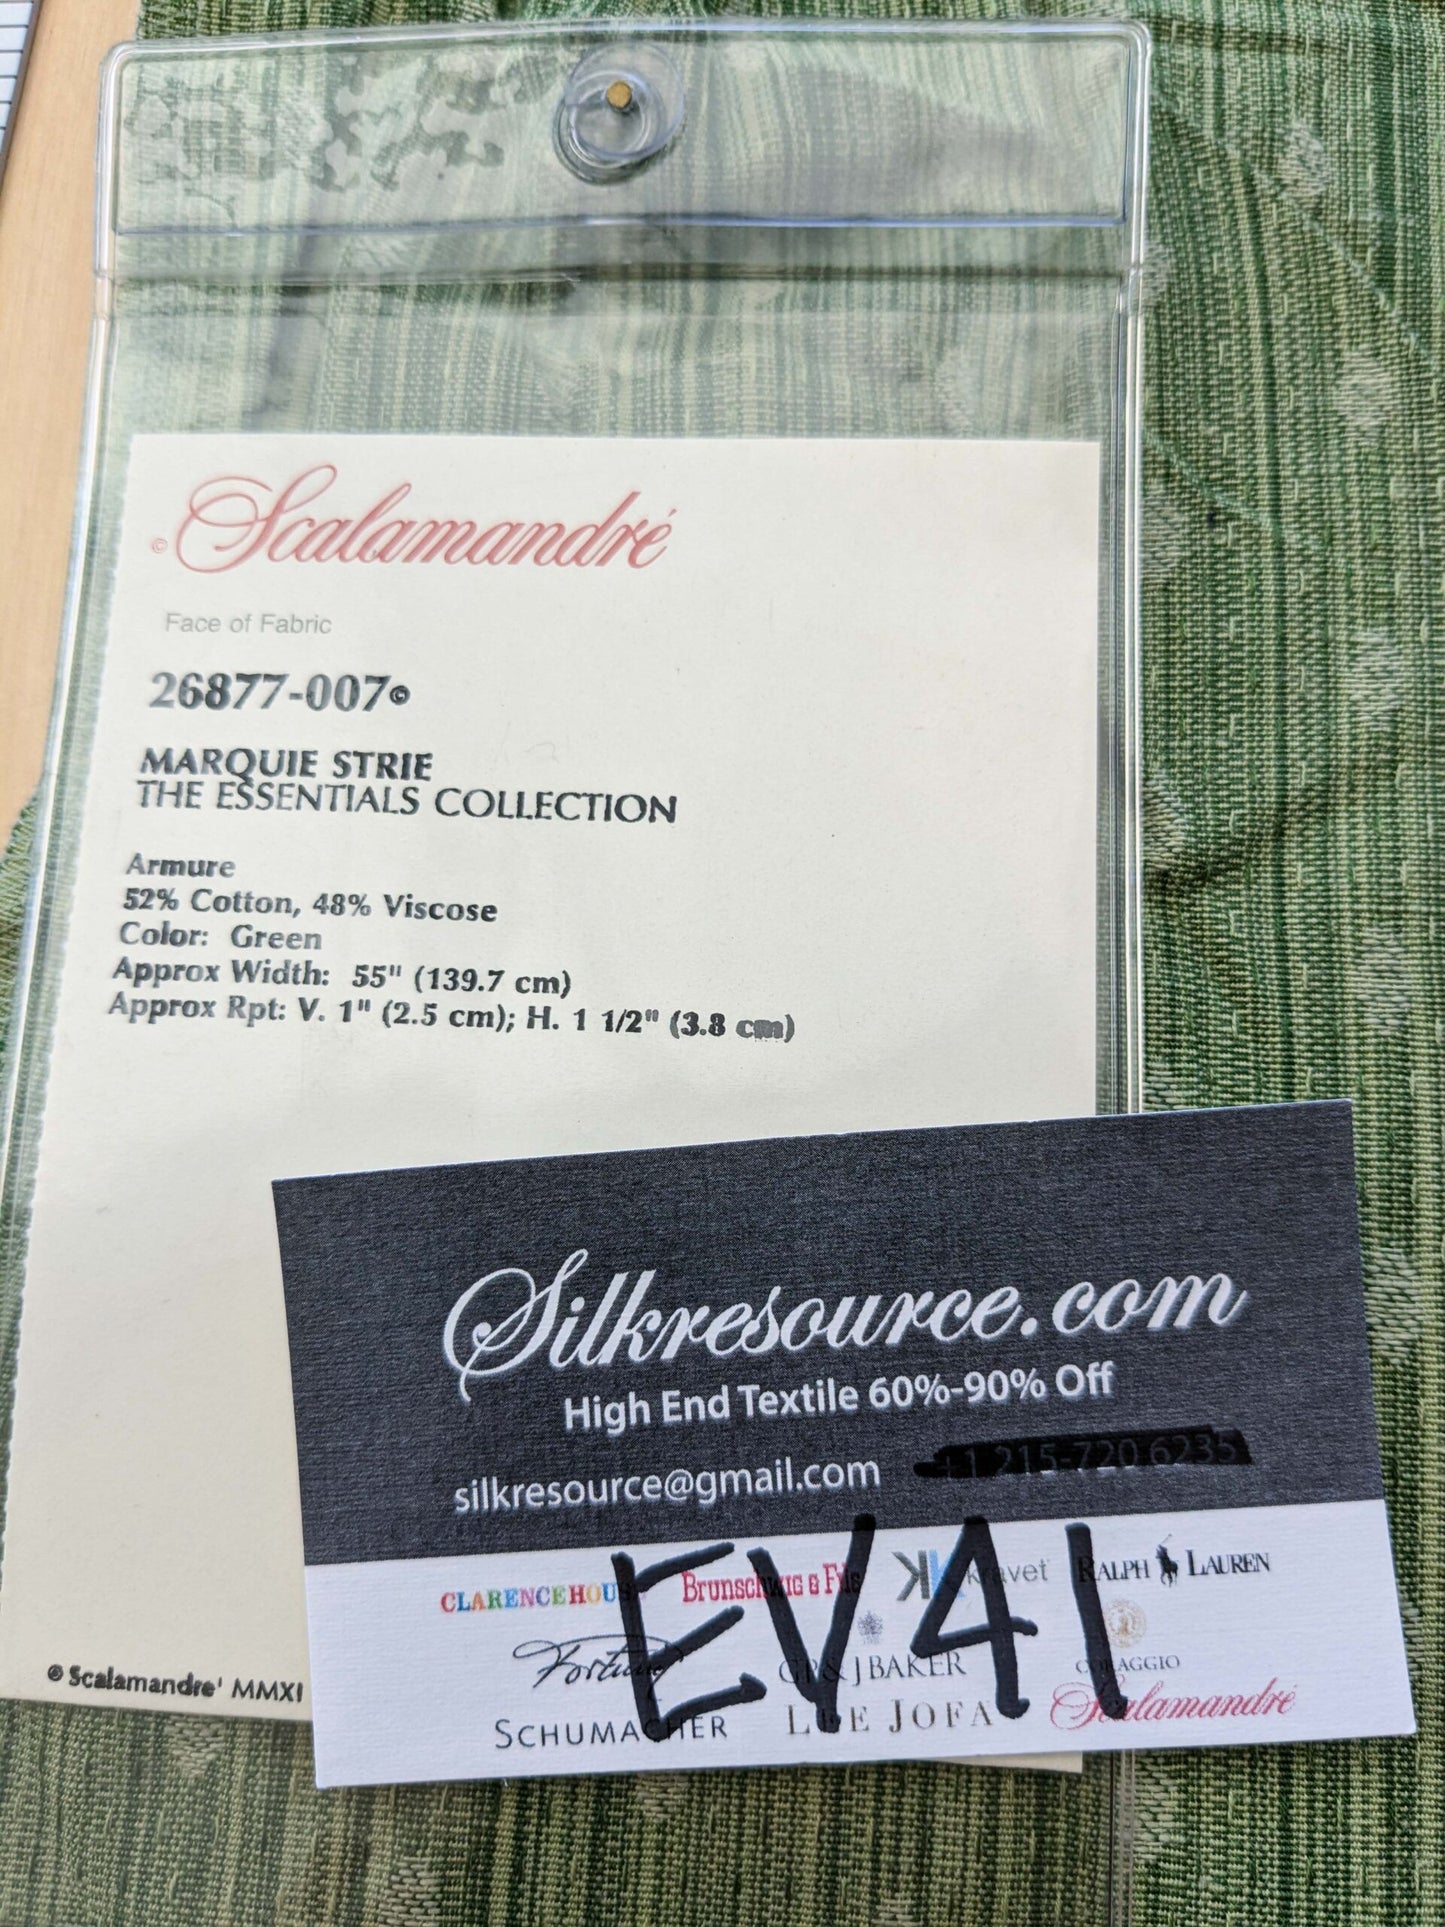 © Scalamandré
Face of Fabric
26877-007©
MARQUIE STRIE
THE ESSENTIALS COLLECTION
Armure
52% Cotton, 48% Viscose
Color: Green
Approx Width: 55" (139.7 cm)
Approx Rpt: V. 1" (2.5 cm); H. 1 1/2" (3.8 cm)
© Scalamandre' MMXI
Silkresource.com
High End Textile 60%-90% Off
silkresource@gmail.com
EV41
CLARENCE HOUSE BRUNSCHWIG & FILS kravet RALPH LAUREN
Fortuny GP & J BAKER CORAGGIO
SCHUMACHER LEE JOFA Scalamandré